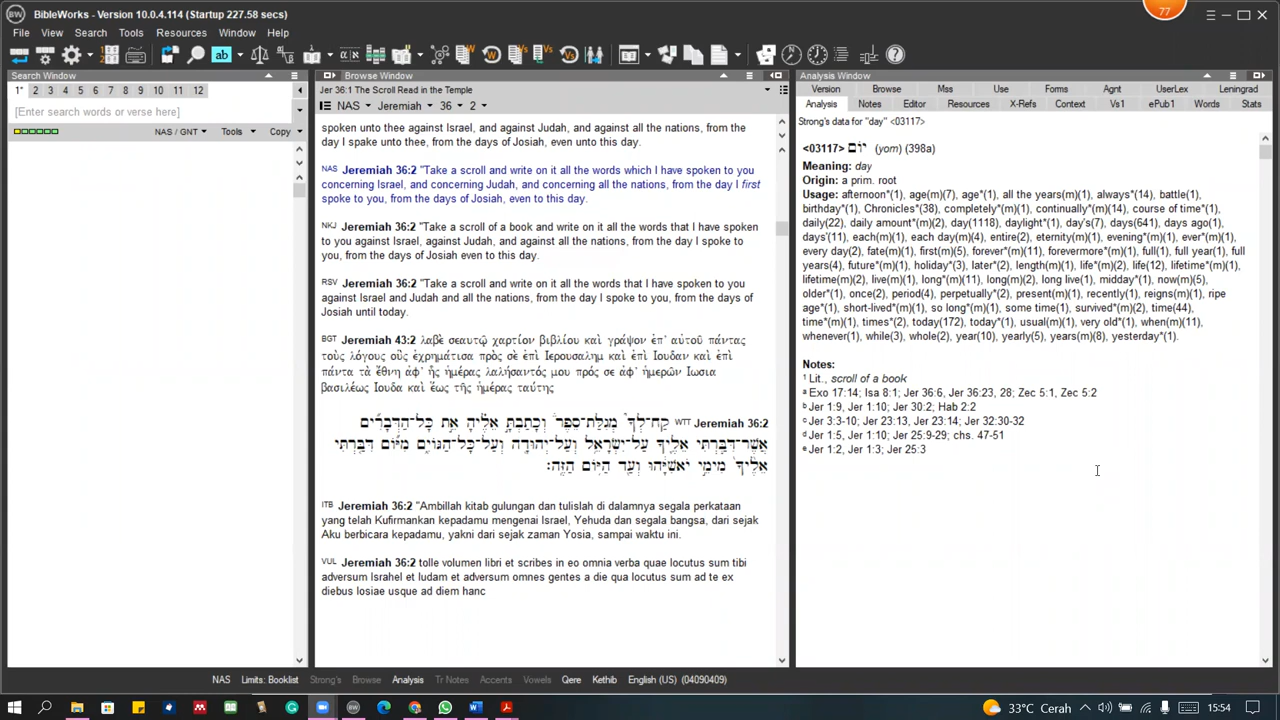 BibleWorks - Version 10.0.4.114 (Startup 227.58 secs)
77
File View Search Tools Resources Window Help
Search Window
1* 2 3 4 5 6 7 8 9 10 11 12
[Enter search words or verse here]
NAS / GNT Tools Copy
Browse Window
Jer 36:1 The Scroll Read in the Temple
NAS Jeremiah 36 2
spoken unto thee against Israel, and against Judah, and against all the nations, from the
day I spake unto thee, from the days of Josiah, even unto this day.
NAS Jeremiah 36:2 "Take a scroll and write on it all the words which I have spoken to you
concerning Israel, and concerning Judah, and concerning all the nations, from the day I first
spoke to you, from the days of Josiah, even to this day.
NKJ Jeremiah 36:2 "Take a scroll of a book and write on it all the words that I have spoken
to you against Israel, against Judah, and against all the nations, from the day I spoke to
you, from the days of Josiah even to this day.
RSV Jeremiah 36:2 "Take a scroll and write on it all the words that I have spoken to you
against Israel and Judah and all the nations, from the day I spoke to you, from the days of
Josiah until today.
BGT Jeremiah 43:2 λαβὲ σεαυτῷ χαρτίον βιβλίου καὶ γράψον ἐπ᾽ αὐτοῦ πάντας
τοὺς λόγους οὓς ἐχρημάτισα πρὸς σὲ ἐπὶ Ιερουσαλημ καὶ ἐπὶ Ιουδαν καὶ ἐπὶ
πάντα τὰ ἔθνη ἀφ᾽ ἧς ἡμέρας λαλήσαντός μου πρός σε ἀφ᾽ ἡμερῶν Ιωσια
βασιλέως Ιουδα καὶ ἕως τῆς ἡμέρας ταύτης
WTT Jeremiah 36:2 קַח־לְךָ֮ מְגִלַּת־סֵפֶר֒ וְכָתַבְתָּ֣ אֵלֶ֗יהָ אֵ֣ת כָּל־הַדְּבָרִ֞ים
אֲשֶׁר־דִּבַּ֧רְתִּי אֵלֶ֛יךָ עַל־יִשְׂרָאֵ֥ל וְעַל־יְהוּדָ֖ה וְעַל־כָּל־הַגּוֹיִ֑ם מִיּ֞וֹם דִּבַּ֤רְתִּי
אֵלֶ֙יךָ֙ מִימֵ֣י יֹאשִׁיָּ֔הוּ וְעַ֖ד הַיּ֥וֹם הַזֶּֽה׃
ITB Jeremiah 36:2 "Ambillah kitab gulungan dan tulislah di dalamnya segala perkataan
yang telah Kufirmankan kepadamu mengenai Israel, Yehuda dan segala bangsa, dari sejak
Aku berbicara kepadamu, yakni dari sejak zaman Yosia, sampai waktu ini.
VUL Jeremiah 36:2 tolle volumen libri et scribes in eo omnia verba quae locutus sum tibi
adversum Israhel et Iudam et adversum omnes gentes a die qua locutus sum ad te ex
diebus Iosiae usque ad diem hanc
Analysis Window
Version Browse Mss Use Forms Agnt UserLex Leningrad
Analysis Notes Editor Resources X-Refs Context Vs1 ePub1 Words Stats
Strong's data for "day" <03117>
<03117> יוֹם (yom) (398a)
Meaning: day
Origin: a prim. root
Usage: afternoon*(1), age(m)(7), age*(1), all the years(m)(1), always*(14), battle(1),
birthday*(1), Chronicles*(38), completely*(m)(1), continually*(m)(14), course of time*(1),
daily(22), daily amount*(m)(2), day(1118), daylight*(1), day's(7), days(641), days ago(1),
days'(11), each(m)(1), each day(m)(4), entire(2), eternity(m)(1), evening*(m)(1), ever*(m)(1),
every day(2), fate(m)(1), first(m)(5), forever*(m)(11), forevermore*(m)(1), full(1), full year(1), full
years(4), future*(m)(1), holiday*(3), later*(2), length(m)(1), life*(m)(2), life(12), lifetime*(m)(1),
lifetime(m)(2), live(m)(1), long*(m)(11), long(m)(2), long live(1), midday*(1), now(m)(5),
older*(1), once(2), period(4), perpetually*(2), present(m)(1), recently(1), reigns(m)(1), ripe
age*(1), short-lived*(m)(1), so long*(m)(1), some time(1), survived*(m)(2), time(44),
time*(m)(1), times*(2), today(172), today*(1), usual(m)(1), very old*(1), when(m)(11),
whenever(1), while(3), whole(2), year(10), yearly(5), years(m)(8), yesterday*(1).
Notes:
1 Lit., scroll of a book
a Exo 17:14; Isa 8:1; Jer 36:6, Jer 36:23, 28; Zec 5:1, Zec 5:2
b Jer 1:9, Jer 1:10; Jer 30:2; Hab 2:2
c Jer 3:3-10; Jer 23:13, Jer 23:14; Jer 32:30-32
d Jer 1:5, Jer 1:10; Jer 25:9-29; chs. 47-51
e Jer 1:2, Jer 1:3; Jer 25:3
NAS Limits: Booklist Strong's Browse Analysis Tr Notes Accents Vowels Qere Kethib English (US) (04090409)
33°C Cerah 15:54